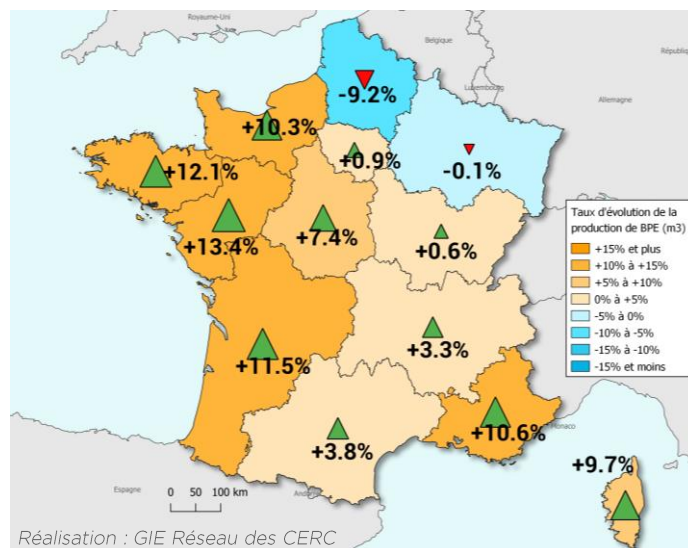 Royaume-Uni
Belgique
Luxembourg
Allemagne
-9.2%
+10.3%
+0.9%
-0.1%
+12.1%
+13.4%
+7.4%
+0.6%
Taux d'évolution de la
production de BPE (m3)
+15% et plus
+10% à +15%
+5% à +10%
0% à +5%
-5% à 0%
-10% à -5%
-15% à -10%
-15% et moins
+11.5%
+3.3%
+3.8%
+10.6%
Monaco
+9.7%
Espagne
0 50 100 km
Réalisation : GIE Réseau des CERC